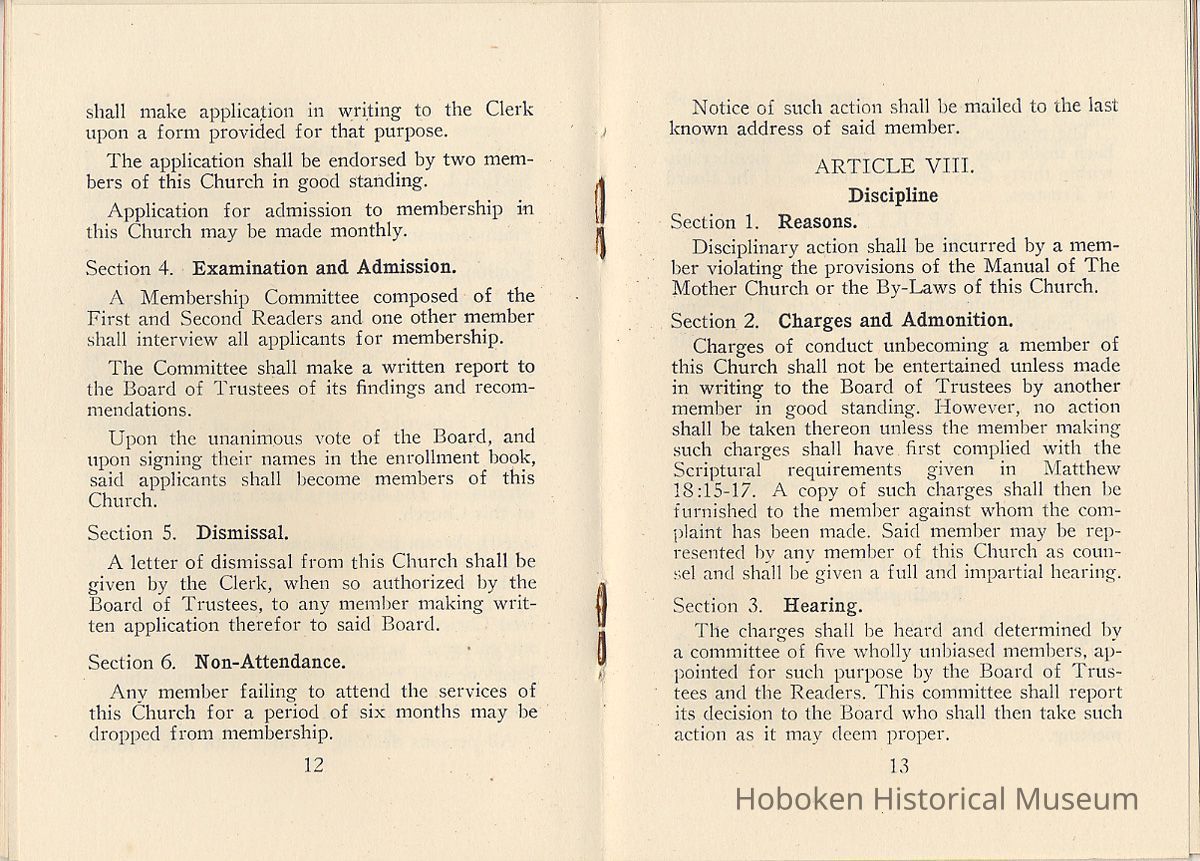 shall make application in writing to the Clerk
upon a form provided for that purpose.
The application shall be endorsed by two mem-
bers of this Church in good standing.
Application for admission to membership in
this Church may be made monthly.
Section 4. Examination and Admission.
A Membership Committee composed of the
First and Second Readers and one other member
shall interview all applicants for membership.
The Committee shall make a written report to
the Board of Trustees of its findings and recom-
mendations.
Upon the unanimous vote of the Board, and
upon signing their names in the enrollment book,
said applicants shall become members of this
Church.
Section 5. Dismissal.
A letter of dismissal from this Church shall be
given by the Clerk, when so authorized by the
Board of Trustees, to any member making writ-
ten application therefor to said Board.
Section 6. Non-Attendance.
Any member failing to attend the services of
this Church for a period of six months may be
dropped from membership.
12
Notice of such action shall be mailed to the last
known address of said member.
ARTICLE VIII.
Discipline
Section 1. Reasons.
Disciplinary action shall be incurred by a mem-
ber violating the provisions of the Manual of The
Mother Church or the By-Laws of this Church.
Section 2. Charges and Admonition.
Charges of conduct unbecoming a member of
this Church shall not be entertained unless made
in writing to the Board of Trustees by another
member in good standing. However, no action
shall be taken thereon unless the member making
such charges shall have first complied with the
Scriptural requirements given in Matthew
18:15-17. A copy of such charges shall then be
furnished to the member against whom the com-
plaint has been made. Said member may be rep-
resented by any member of this Church as coun-
sel and shall be given a full and impartial hearing.
Section 3. Hearing.
The charges shall be heard and determined by
a committee of five wholly unbiased members, ap-
pointed for such purpose by the Board of Trus-
tees and the Readers. This committee shall report
its decision to the Board who shall then take such
action as it may deem proper.
13
Hoboken Historical Museum